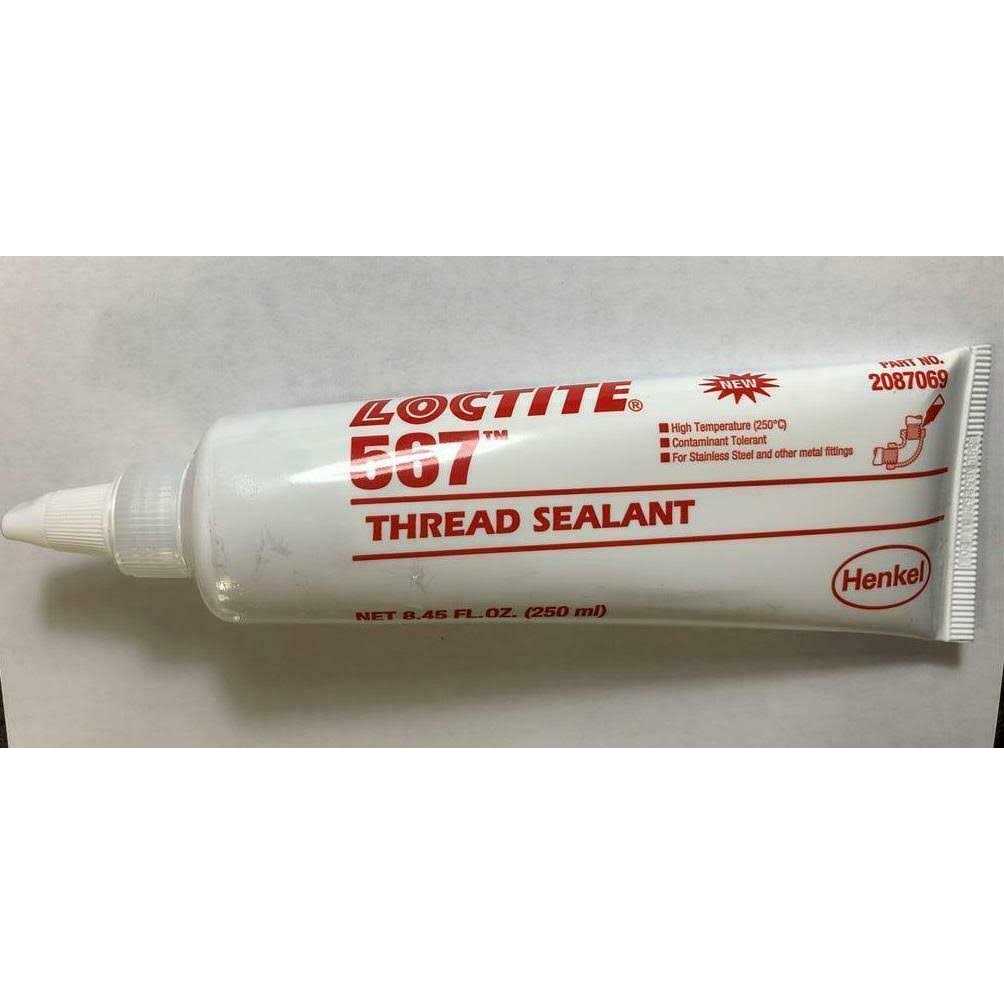 LOCTITE®
567™
THREAD SEALANT
NET 8.45 FL.OZ. (250 ml)
NEW
■ High Temperature (250°C)
■ Contaminant Tolerant
■ For Stainless Steel and other metal fittings
PART NO.
2087069
Henkel